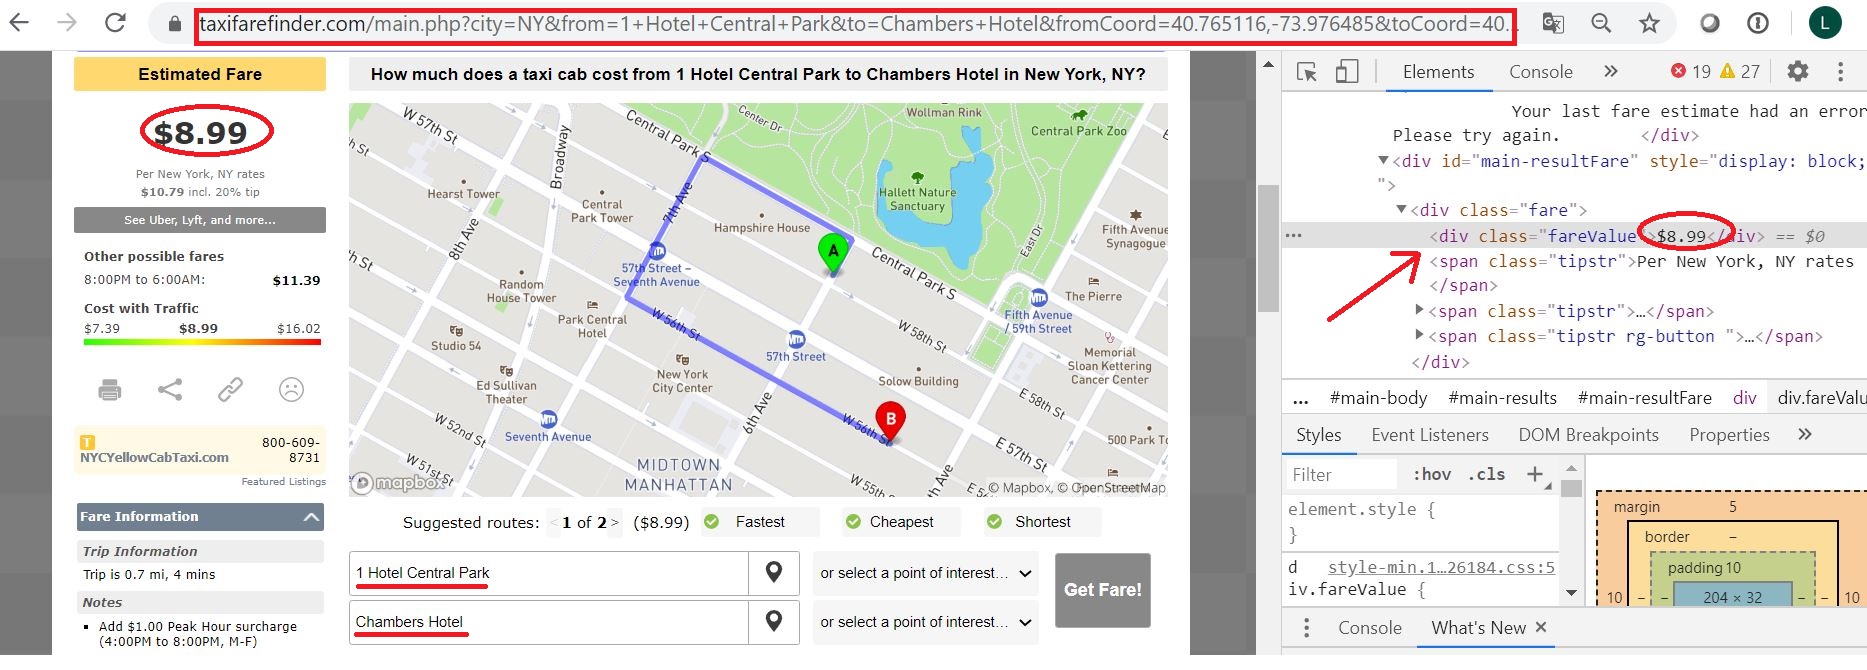 taxifarefinder.com/main.php?city=NY&from=1+Hotel+Central+Park&to=Chambers+Hotel&fromCoord=40.765116,-73.976485&toCoord=40...
L
Estimated Fare
$8.99
Per New York, NY rates
$10.79 incl. 20% tip
See Uber, Lyft, and more...
Other possible fares
8:00PM to 6:00AM: $11.39
Cost with Traffic
$7.39 $8.99 $16.02
T
NYCYellowCabTaxi.com
800-609-
8731
Featured Listings
Fare Information
Trip Information
Trip is 0.7 mi, 4 mins
Notes
Add $1.00 Peak Hour surcharge
(4:00PM to 8:00PM, M-F)
How much does a taxi cab cost from 1 Hotel Central Park to Chambers Hotel in New York, NY?
W 57th St
Central Park S
Center Dr
Wollman Rink
Central Park Zoo
Broadway
Hearst Tower
Central
Park Tower
7th Ave
Hampshire House
Hallett Nature
Sanctuary
East Dr
Fifth Avenue
Synagogue
8th Ave
A
57th Street –
Seventh Avenue
Central Park S
Random
House Tower
Park Central
Hotel
W 56th St
W 58th St
The Pierre
Fifth Avenue
/ 59th Street
Studio 54
57th Street
Memorial
Sloan Kettering
Cancer Center
Ed Sullivan
Theater
New York
City Center
Solow Building
E 58th St
B
W 56th St
6th Ave
W 52nd St
Seventh Avenue
E 57th St
500 Park
W 51st St
MIDTOWN
MANHATTAN
W 55th St
mapbox
© Mapbox, © OpenStreetMap
Suggested routes: < 1 of 2 > ($8.99) Fastest Cheapest Shortest
1 Hotel Central Park
or select a point of interest...
Chambers Hotel
or select a point of interest...
Get Fare!
Elements Console » 19 27
Your last fare estimate had an error
Please try again. </div>
<div id="main-resultFare" style="display: block;
">
<div class="fare">
<div class="fareValue">$8.99</div> == $0
<span class="tipstr">Per New York, NY rates
</span>
<span class="tipstr">…</span>
<span class="tipstr rg-button ">…</span>
</div>
... #main-body #main-results #main-resultFare div div.fareValu
Styles Event Listeners DOM Breakpoints Properties »
Filter :hov .cls +
element.style {
}
d style-min.1…26184.css:5
iv.fareValue {
margin 5
border –
padding 10
10 – – 204 × 32 – – 10
Console What's New ×